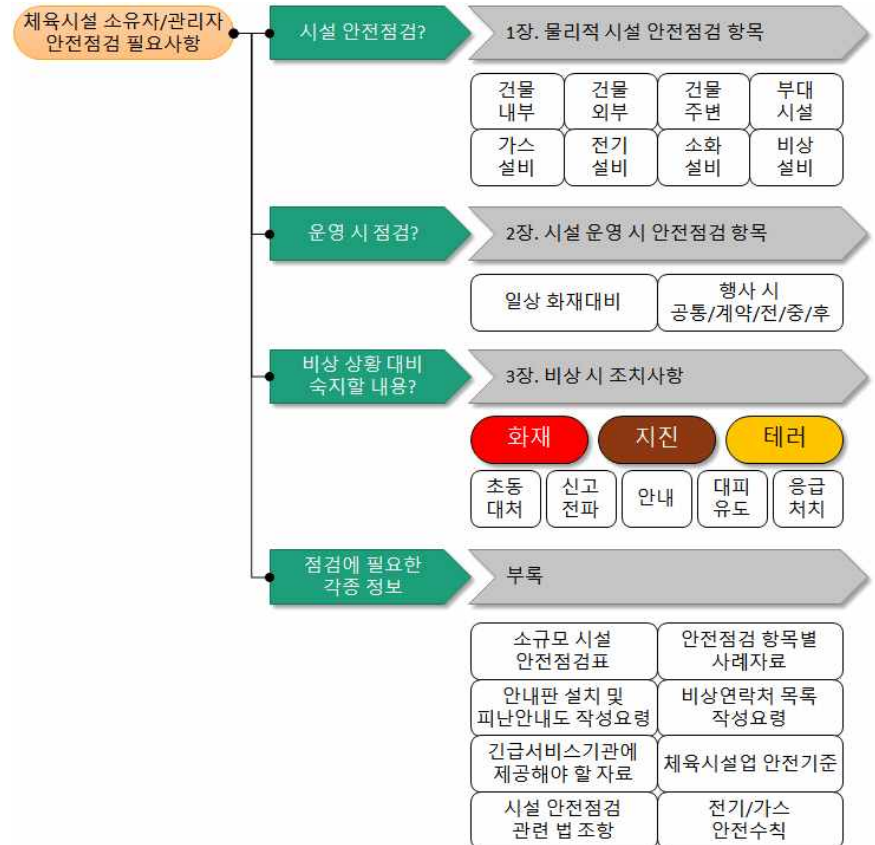 체육시설 소유자/관리자
안전점검 필요사항
시설 안전점검?
1장. 물리적 시설 안전점검 항목
건물
내부
건물
외부
건물
주변
부대
시설
가스
설비
전기
설비
소화
설비
비상
설비
운영 시 점검?
2장. 시설 운영 시 안전점검 항목
일상 화재대비
행사 시
공통/계약/전/중/후
비상 상황 대비
숙지할 내용?
3장. 비상 시 조치사항
화재
지진
테러
초동
대처
신고
전파
안내
대피
유도
응급
처치
점검에 필요한
각종 정보
부록
소규모 시설
안전점검표
안전점검 항목별
사례자료
안내판 설치 및
피난안내도 작성요령
비상연락처 목록
작성요령
긴급서비스기관에
제공해야 할 자료
체육시설업 안전기준
시설 안전점검
관련 법 조항
전기/가스
안전수칙